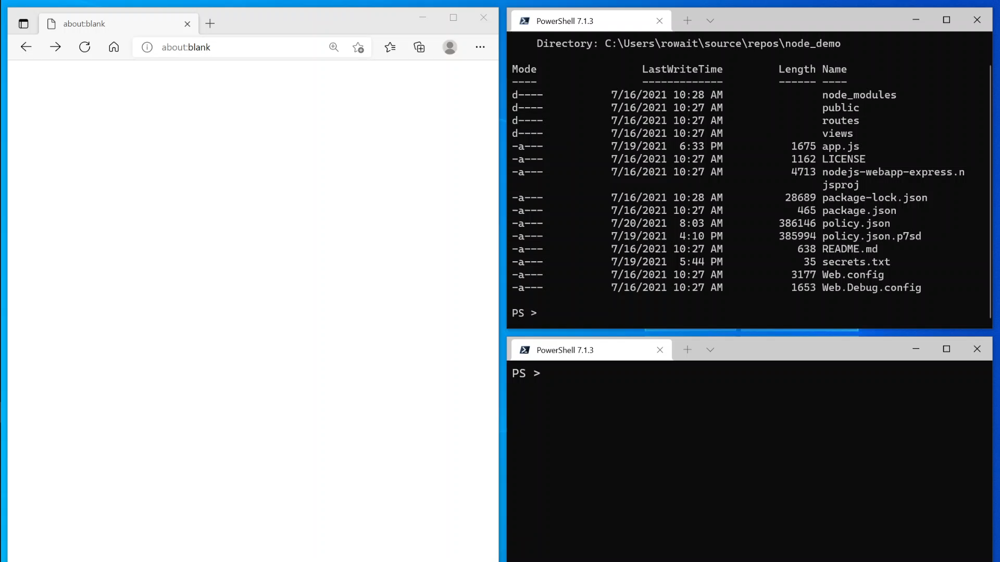 about:blank
about:blank
PowerShell 7.1.3
Directory: C:\Users\rowait\source\repos\node_demo
Mode LastWriteTime Length Name
---- ------------- ------ ----
d---- 7/16/2021 10:28 AM node_modules
d---- 7/16/2021 10:27 AM public
d---- 7/16/2021 10:27 AM routes
d---- 7/16/2021 10:27 AM views
-a--- 7/19/2021 6:33 PM 1675 app.js
-a--- 7/16/2021 10:27 AM 1162 LICENSE
-a--- 7/16/2021 10:27 AM 4713 nodejs-webapp-express.n
jsproj
-a--- 7/16/2021 10:28 AM 28689 package-lock.json
-a--- 7/16/2021 10:27 AM 465 package.json
-a--- 7/20/2021 8:03 AM 386146 policy.json
-a--- 7/19/2021 4:10 PM 385994 policy.json.p7sd
-a--- 7/16/2021 10:27 AM 638 README.md
-a--- 7/19/2021 5:44 PM 35 secrets.txt
-a--- 7/16/2021 10:27 AM 3177 Web.config
-a--- 7/16/2021 10:27 AM 1653 Web.Debug.config
PS >
PowerShell 7.1.3
PS >